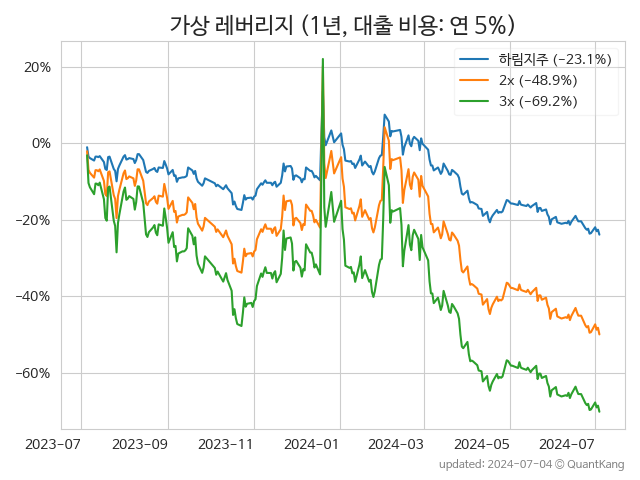 가상 레버리지 (1년, 대출 비용: 연 5%)
하림지주 (−23.1%)
2x (−48.9%)
3x (−69.2%)
20%
0%
−20%
−40%
−60%
2023-07
2023-09
2023-11
2024-01
2024-03
2024-05
2024-07
updated: 2024-07-04 © QuantKang